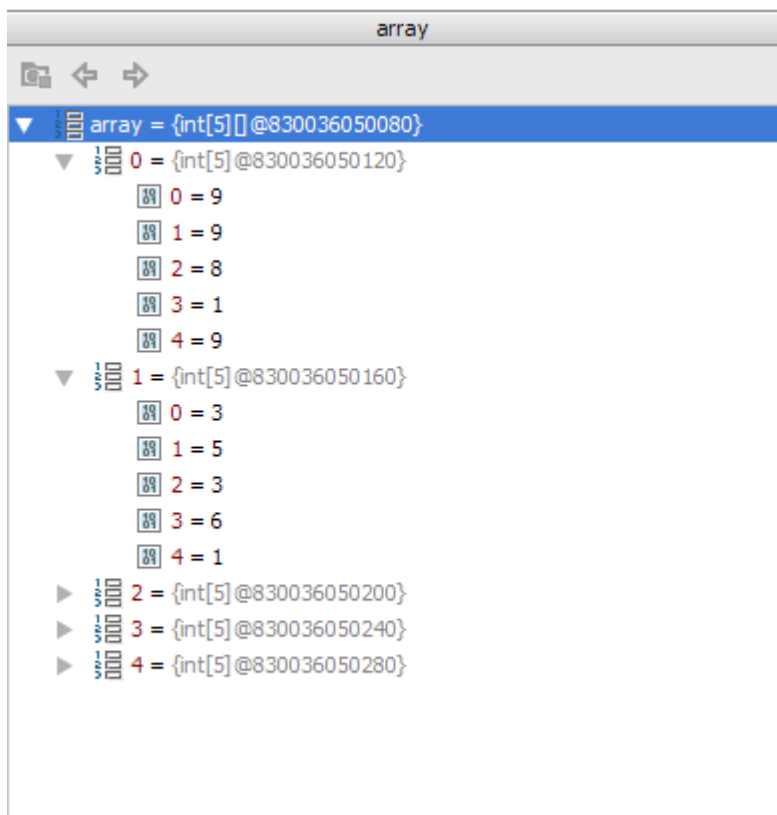 array
array = {int[5][]@830036050080}
0 = {int[5]@830036050120}
0 = 9
1 = 9
2 = 8
3 = 1
4 = 9
1 = {int[5]@830036050160}
0 = 3
1 = 5
2 = 3
3 = 6
4 = 1
2 = {int[5]@830036050200}
3 = {int[5]@830036050240}
4 = {int[5]@830036050280}